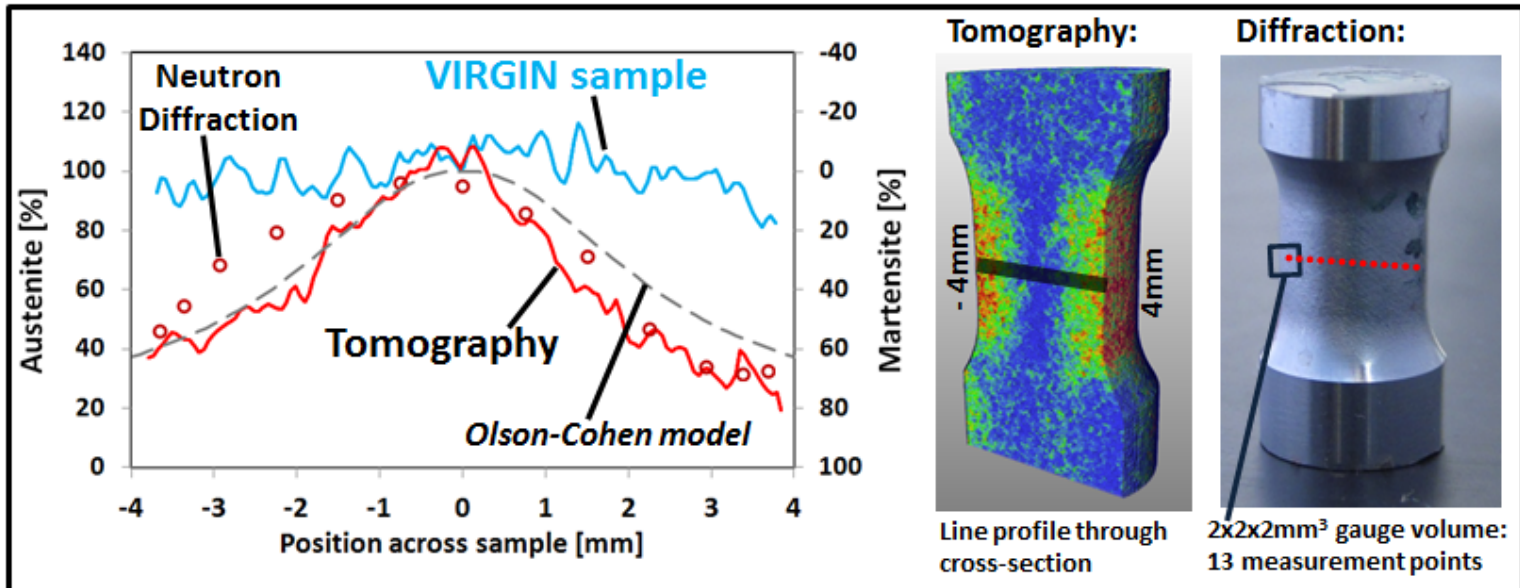 140
120
100
80
60
40
20
0
Austenite [%]
-4
-3
-2
-1
0
1
2
3
4
Position across sample [mm]
-40
-20
0
20
40
60
80
100
Martensite [%]
Neutron
Diffraction
VIRGIN sample
Tomography
Olson-Cohen model
Tomography:
- 4mm
4mm
Line profile through
cross-section
Diffraction:
2x2x2mm³ gauge volume:
13 measurement points